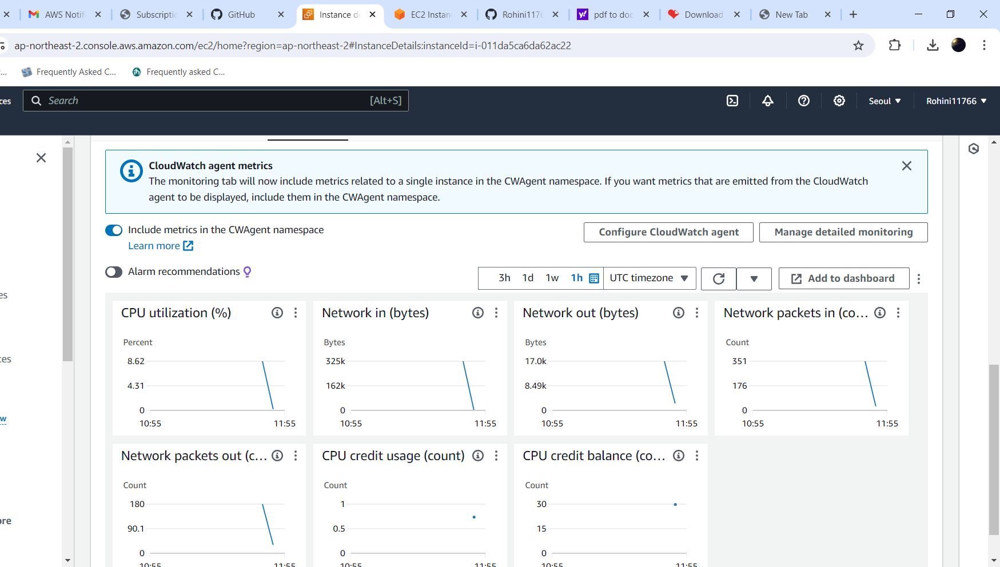 AWS Notifi
Subscriptio
GitHub
Instance de
EC2 Instan
Rohini1176
pdf to doc
Download
New Tab
ap-northeast-2.console.aws.amazon.com/ec2/home?region=ap-northeast-2#InstanceDetails:instanceId=i-011da5ca6da62ac22
:...
Frequently Asked C...
Frequently asked C...
ces
Search
[Alt+S]
Seoul
Rohini11766
CloudWatch agent metrics
The monitoring tab will now include metrics related to a single instance in the CWAgent namespace. If you want metrics that are emitted from the CloudWatch
agent to be displayed, include them in the CWAgent namespace.
Include metrics in the CWAgent namespace
Learn more
Configure CloudWatch agent
Manage detailed monitoring
Alarm recommendations
3h
1d
1w
1h
UTC timezone
Add to dashboard
es
ces
w
ore
CPU utilization (%)
Percent
8.62
4.31
0
10:55
11:55
Network in (bytes)
Bytes
325k
162k
0
10:55
11:55
Network out (bytes)
Bytes
17.0k
8.49k
0
10:55
11:55
Network packets in (co...
Count
351
176
0
10:55
11:55
Network packets out (c...
Count
180
90.1
0
10:55
11:55
CPU credit usage (count)
Count
1
0.5
0
10:55
11:55
CPU credit balance (co...
Count
30
15
0
10:55
11:55